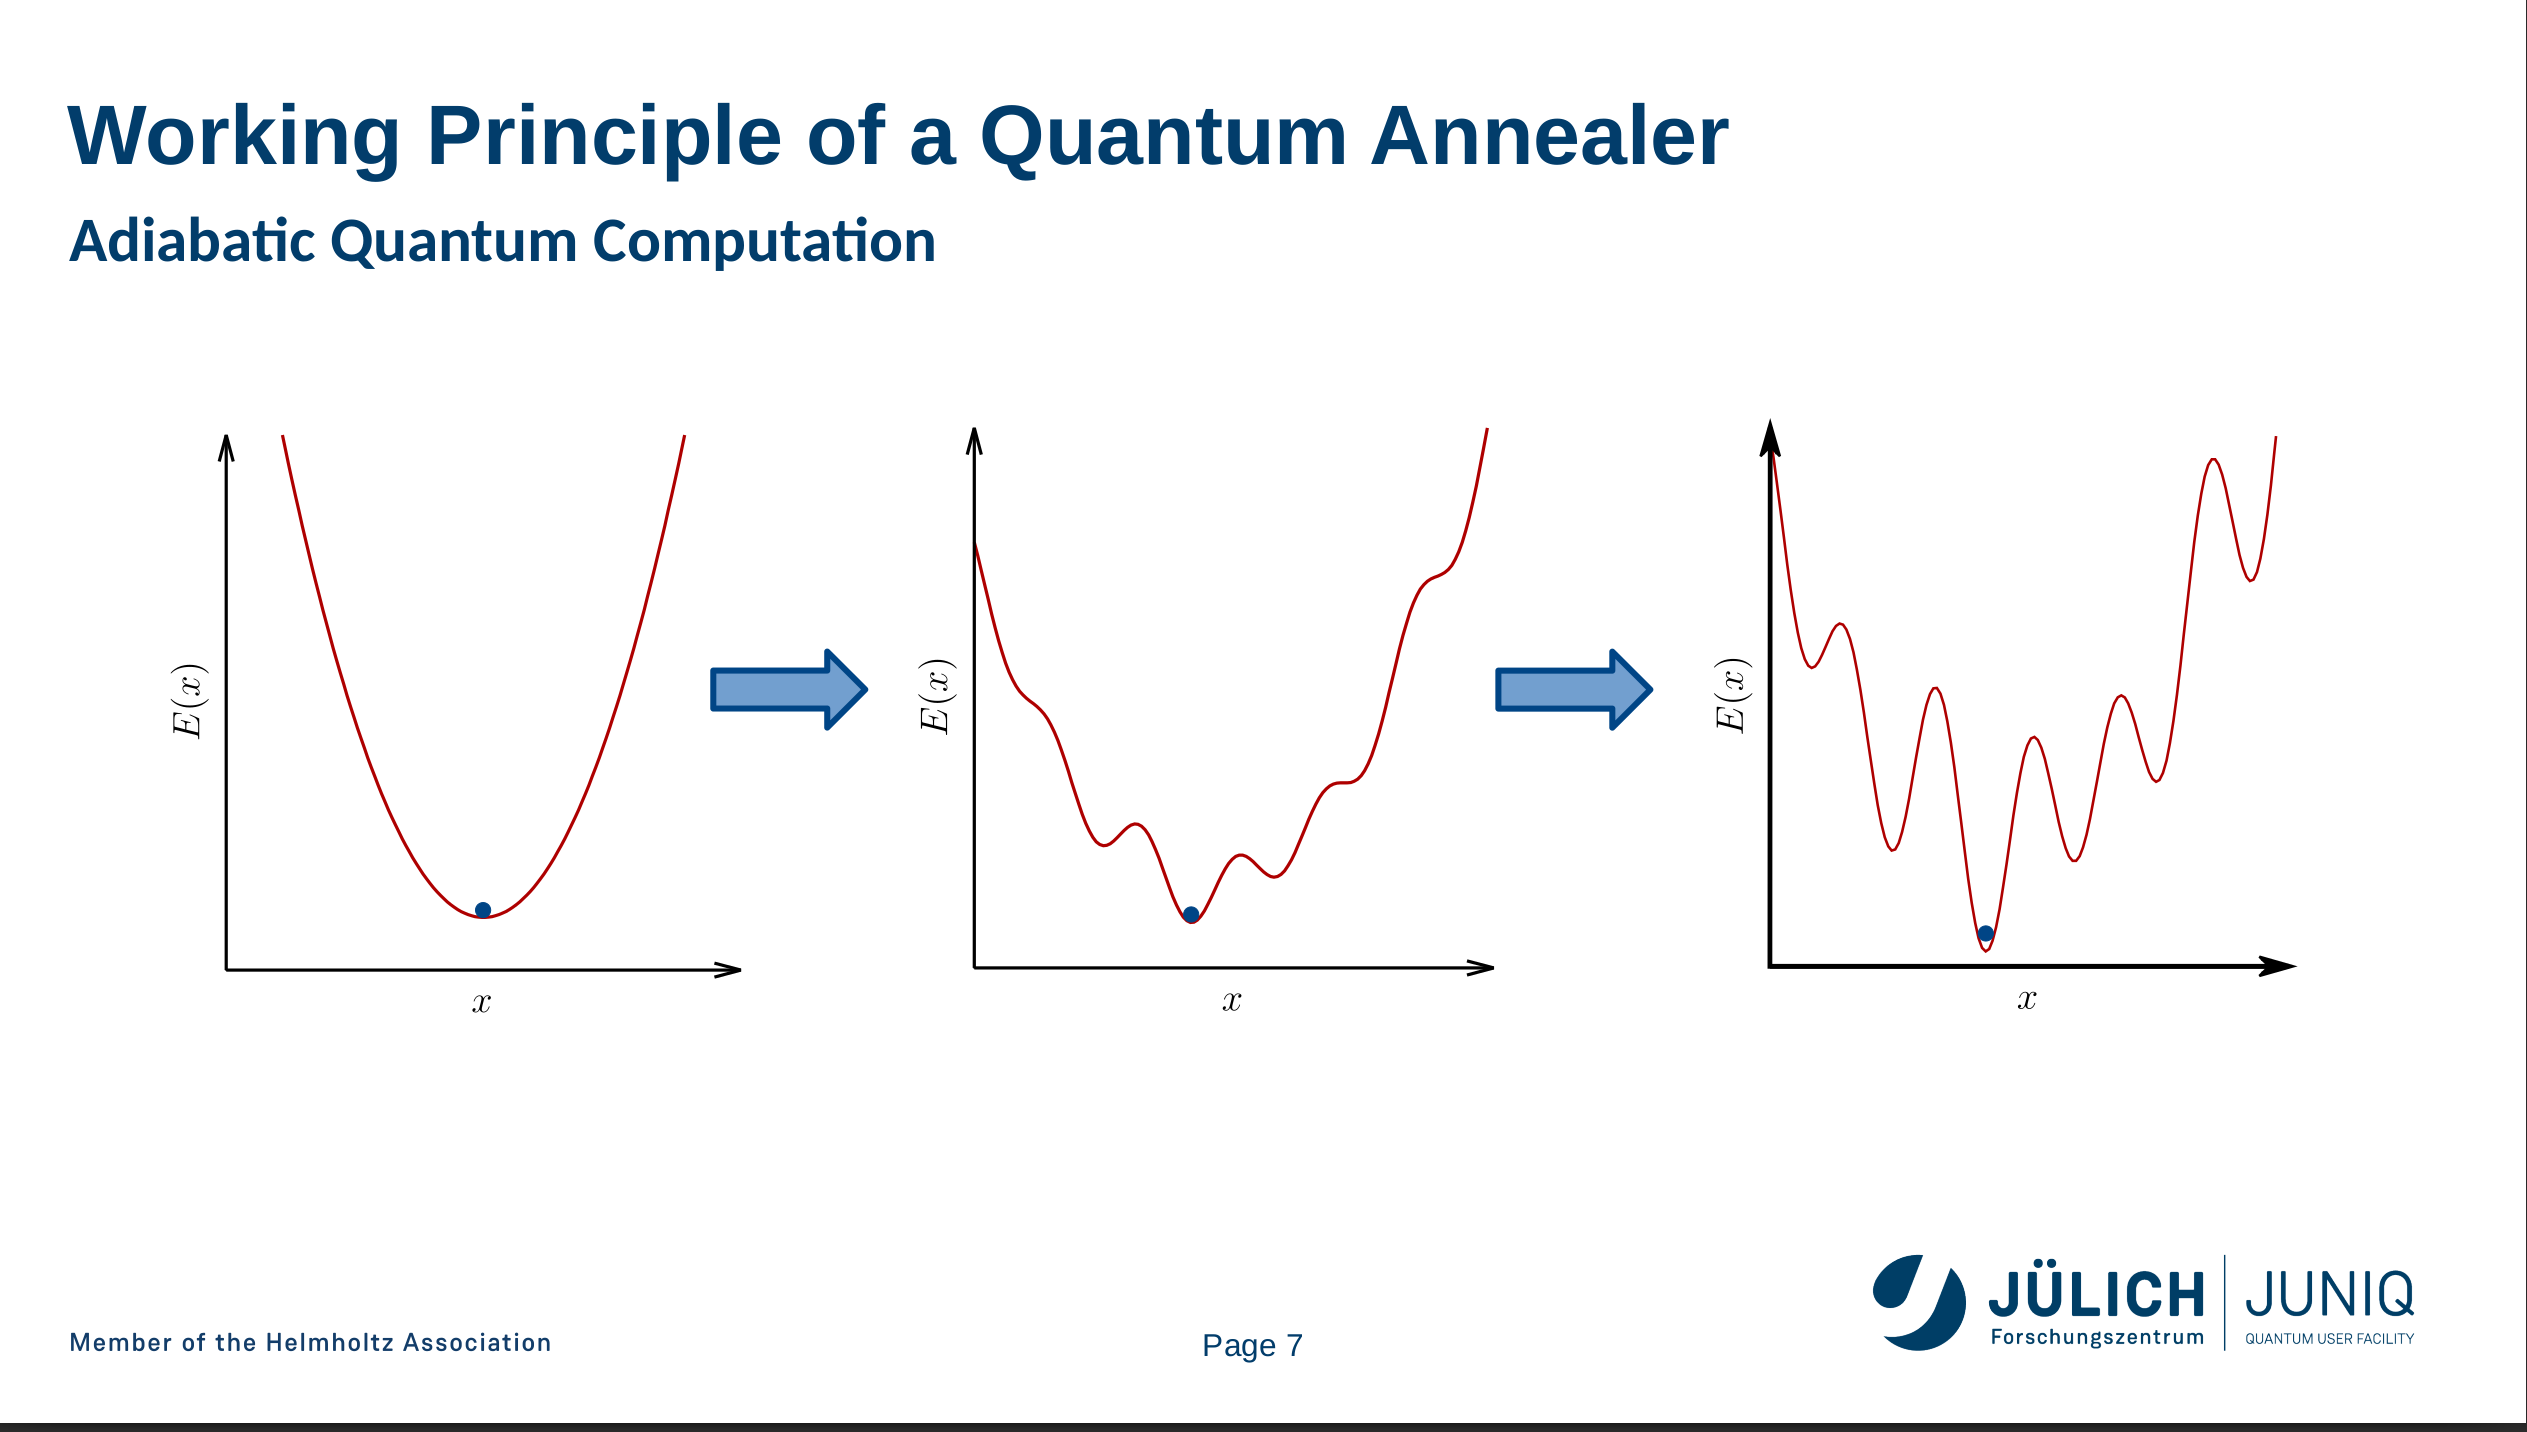 Working Principle of a Quantum Annealer
Adiabatic Quantum Computation
E(x)
x
E(x)
x
E(x)
x
Member of the Helmholtz Association
Page 7
JÜLICH
Forschungszentrum
JUNIQ
QUANTUM USER FACILITY